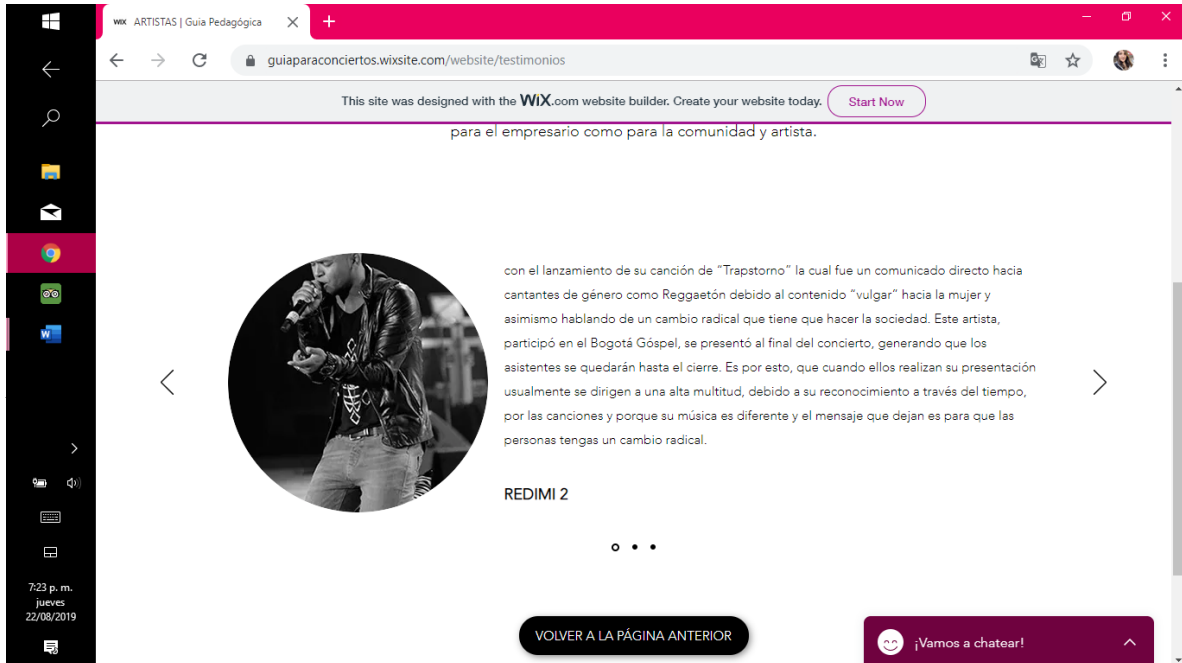 WiX ARTISTAS | Guia Pedagógica
guiaparaconciertos.wixsite.com/website/testimonios
This site was designed with the WiX.com website builder. Create your website today. Start Now
para el empresario como para la comunidad y artista.
con el lanzamiento de su canción de "Trapstorno" la cual fue un comunicado directo hacia
cantantes de género como Reggaetón debido al contenido "vulgar" hacia la mujer y
asimismo hablando de un cambio radical que tiene que hacer la sociedad. Este artista,
participó en el Bogotá Góspel, se presentó al final del concierto, generando que los
asistentes se quedarán hasta el cierre. Es por esto, que cuando ellos realizan su presentación
usualmente se dirigen a una alta multitud, debido a su reconocimiento a través del tiempo,
por las canciones y porque su música es diferente y el mensaje que dejan es para que las
personas tengas un cambio radical.
REDIMI 2
VOLVER A LA PÁGINA ANTERIOR
¡Vamos a chatear!
7:23 p. m.
jueves
22/08/2019